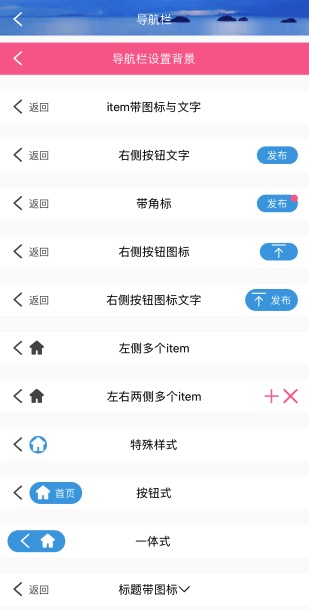 导航栏
导航栏设置背景
返回 item带图标与文字
返回 右侧按钮文字 发布
返回 带角标 发布
返回 右侧按钮图标
返回 右侧按钮图标文字 发布
左侧多个item
左右两侧多个item
特殊样式
首页 按钮式
一体式
返回 标题带图标